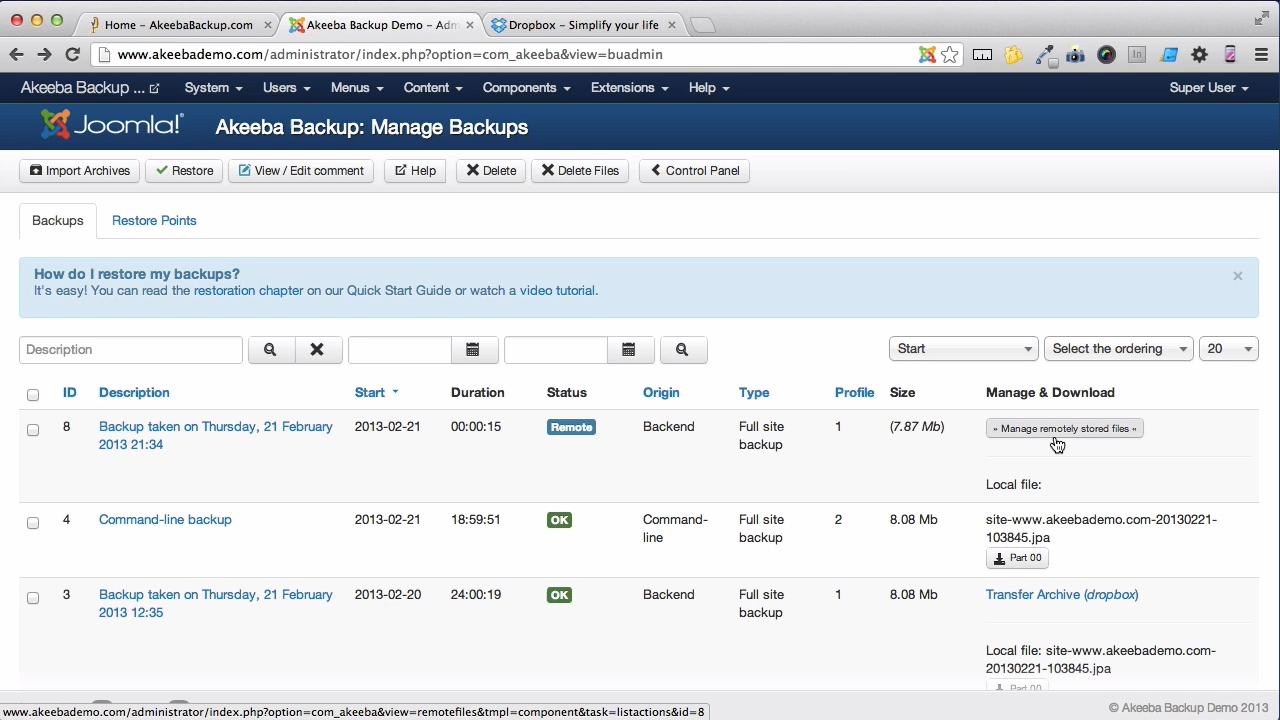 Home – AkeebaBackup.com
Akeeba Backup Demo – Adm
Dropbox – Simplify your life
www.akeebademo.com/administrator/index.php?option=com_akeeba&view=buadmin
Akeeba Backup ... System Users Menus Content Components Extensions Help Super User
Joomla!® Akeeba Backup: Manage Backups
Import Archives Restore View / Edit comment Help Delete Delete Files Control Panel
Backups Restore Points
How do I restore my backups?
It's easy! You can read the restoration chapter on our Quick Start Guide or watch a video tutorial.
Description Start Select the ordering 20
ID Description Start Duration Status Origin Type Profile Size Manage & Download
8 Backup taken on Thursday, 21 February 2013-02-21 00:00:15 Remote Backend Full site 1 (7.87 Mb) » Manage remotely stored files «
2013 21:34 backup
Local file:
4 Command-line backup 2013-02-21 18:59:51 OK Command- Full site 2 8.08 Mb site-www.akeebademo.com-20130221-
line backup 103845.jpa
Part 00
3 Backup taken on Thursday, 21 February 2013-02-20 24:00:19 OK Backend Full site 1 8.08 Mb Transfer Archive (dropbox)
2013 12:35 backup
Local file: site-www.akeebademo.com-
20130221-103845.jpa
Part 00
www.akeebademo.com/administrator/index.php?option=com_akeeba&view=remotefiles&tmpl=component&task=listactions&id=8
© Akeeba Backup Demo 2013